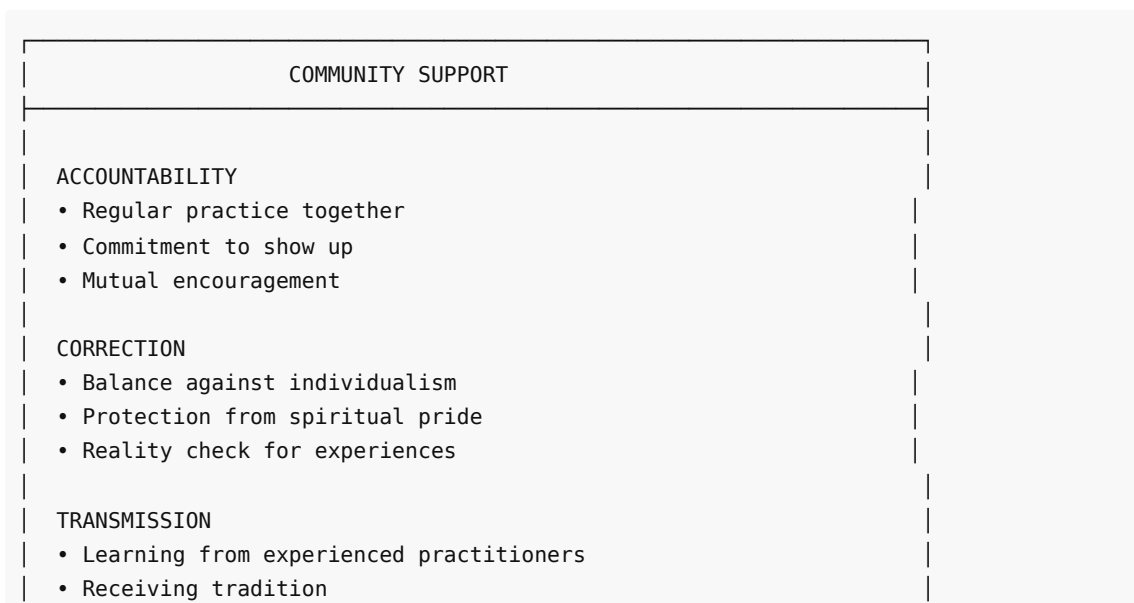 COMMUNITY SUPPORT
ACCOUNTABILITY
• Regular practice together
• Commitment to show up
• Mutual encouragement
CORRECTION
• Balance against individualism
• Protection from spiritual pride
• Reality check for experiences
TRANSMISSION
• Learning from experienced practitioners
• Receiving tradition